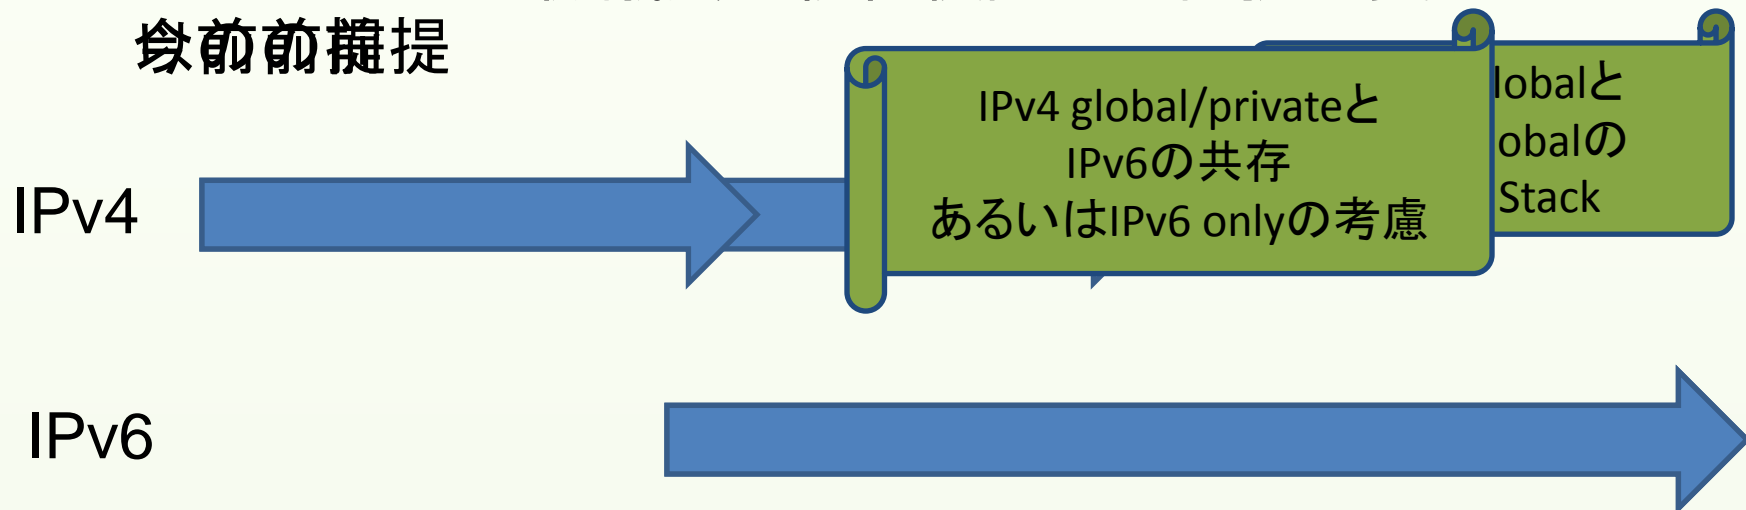 IPv4 global/privateと
IPv6の共存
あるいはIPv6 onlyの考慮
lobalと
obalの
Stack
IPv4
IPv6